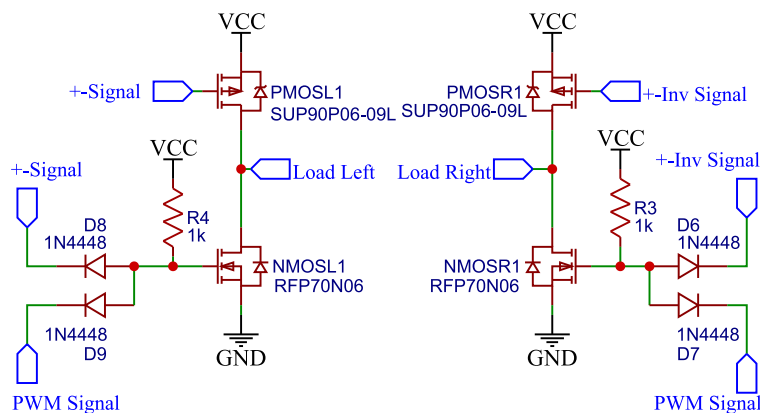 VCC
VCC
+-Signal
PMOSL1
SUP90P06-09L
PMOSR1
SUP90P06-09L
+-Inv Signal
+-Signal
VCC
Load Left
Load Right
VCC
+-Inv Signal
D8
1N4448
R4
1k
R3
1k
D6
1N4448
NMOSL1
RFP70N06
NMOSR1
RFP70N06
1N4448
D9
1N4448
D7
GND
GND
PWM Signal
PWM Signal